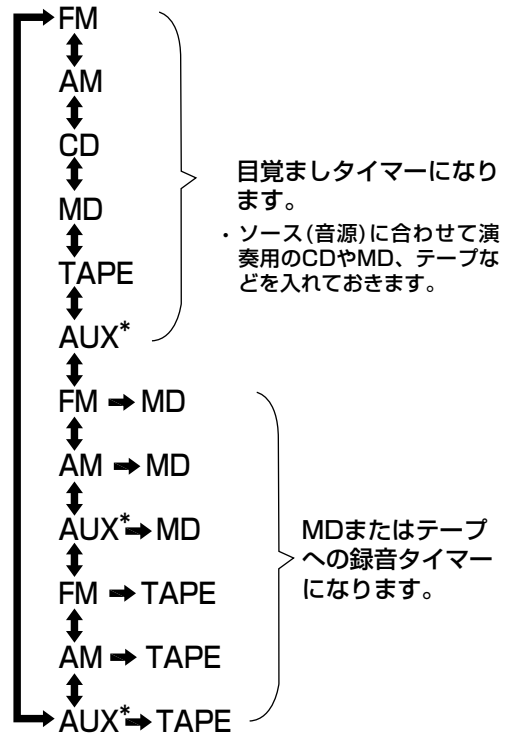 FM
AM
CD
MD
TAPE
AUX*
目覚ましタイマーになり
ます。
・ソース(音源)に合わせて演
奏用のCDやMD、テープな
どを入れておきます。
FM ➡ MD
AM ➡ MD
AUX*➡ MD
FM ➡ TAPE
AM ➡ TAPE
AUX*➡ TAPE
MDまたはテープ
への録音タイマー
になります。